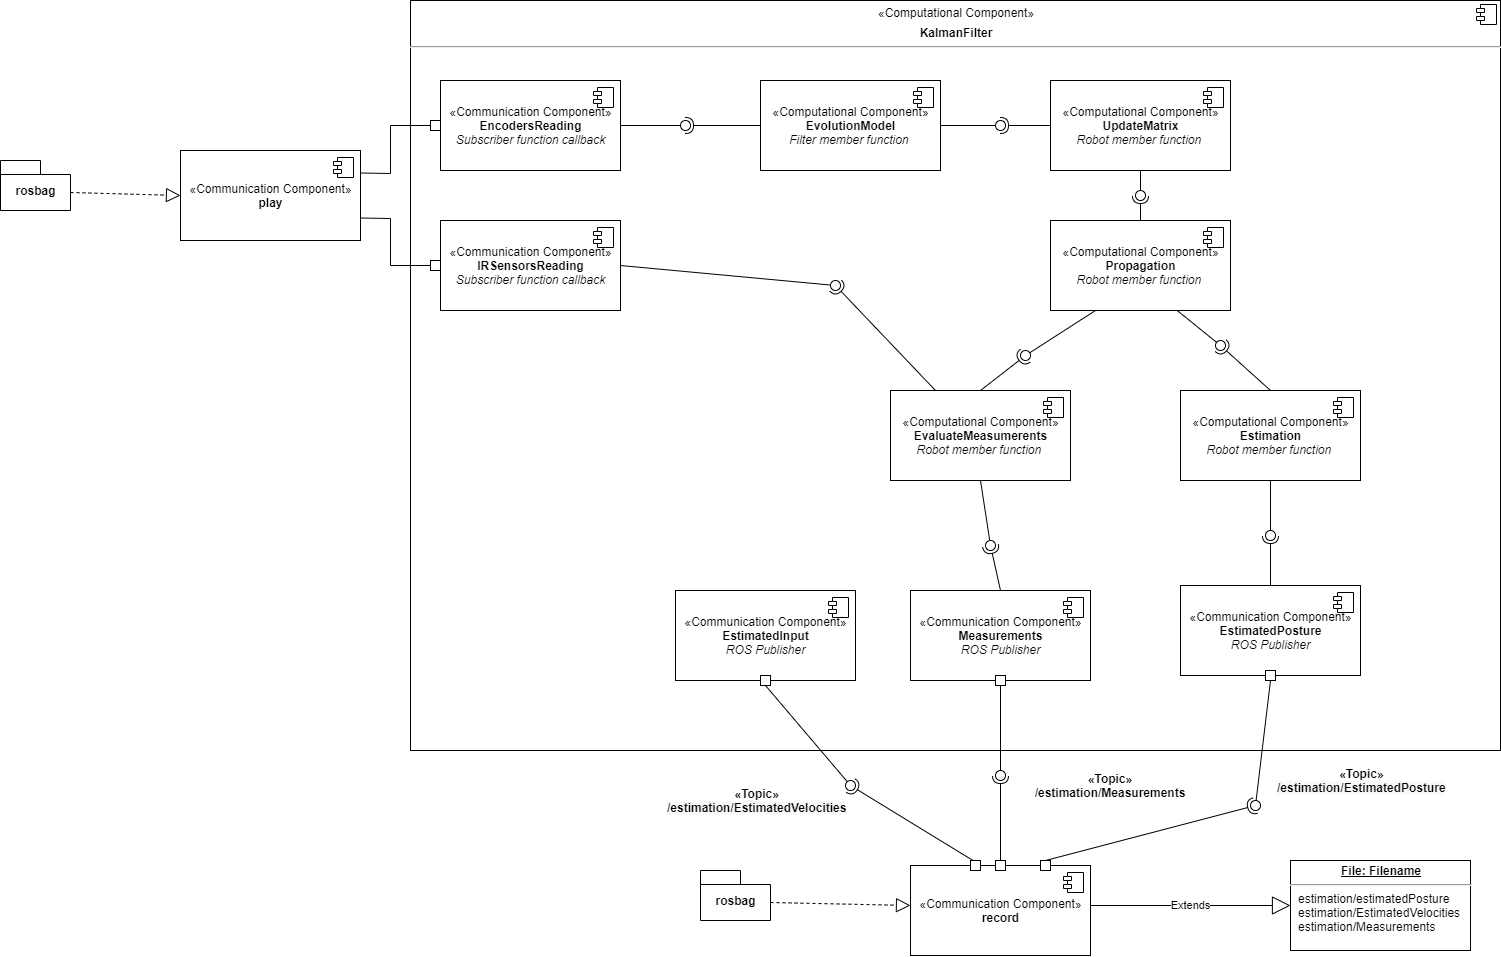 «Computational Component»
KalmanFilter
«Communication Component»
EncodersReading
Subscriber function callback
«Computational Component»
EvolutionModel
Filter member function
«Computational Component»
UpdateMatrix
Robot member function
rosbag
«Communication Component»
play
«Communication Component»
IRSensorsReading
Subscriber function callback
«Computational Component»
Propagation
Robot member function
«Computational Component»
EvaluateMeasumerents
Robot member function
«Computational Component»
Estimation
Robot member function
«Communication Component»
EstimatedInput
ROS Publisher
«Communication Component»
Measurements
ROS Publisher
«Communication Component»
EstimatedPosture
ROS Publisher
«Topic»
/estimation/EstimatedVelocities
«Topic»
/estimation/Measurements
«Topic»
/estimation/EstimatedPosture
rosbag
«Communication Component»
record
Extends
File: Filename
estimation/estimatedPosture
estimation/EstimatedVelocities
estimation/Measurements